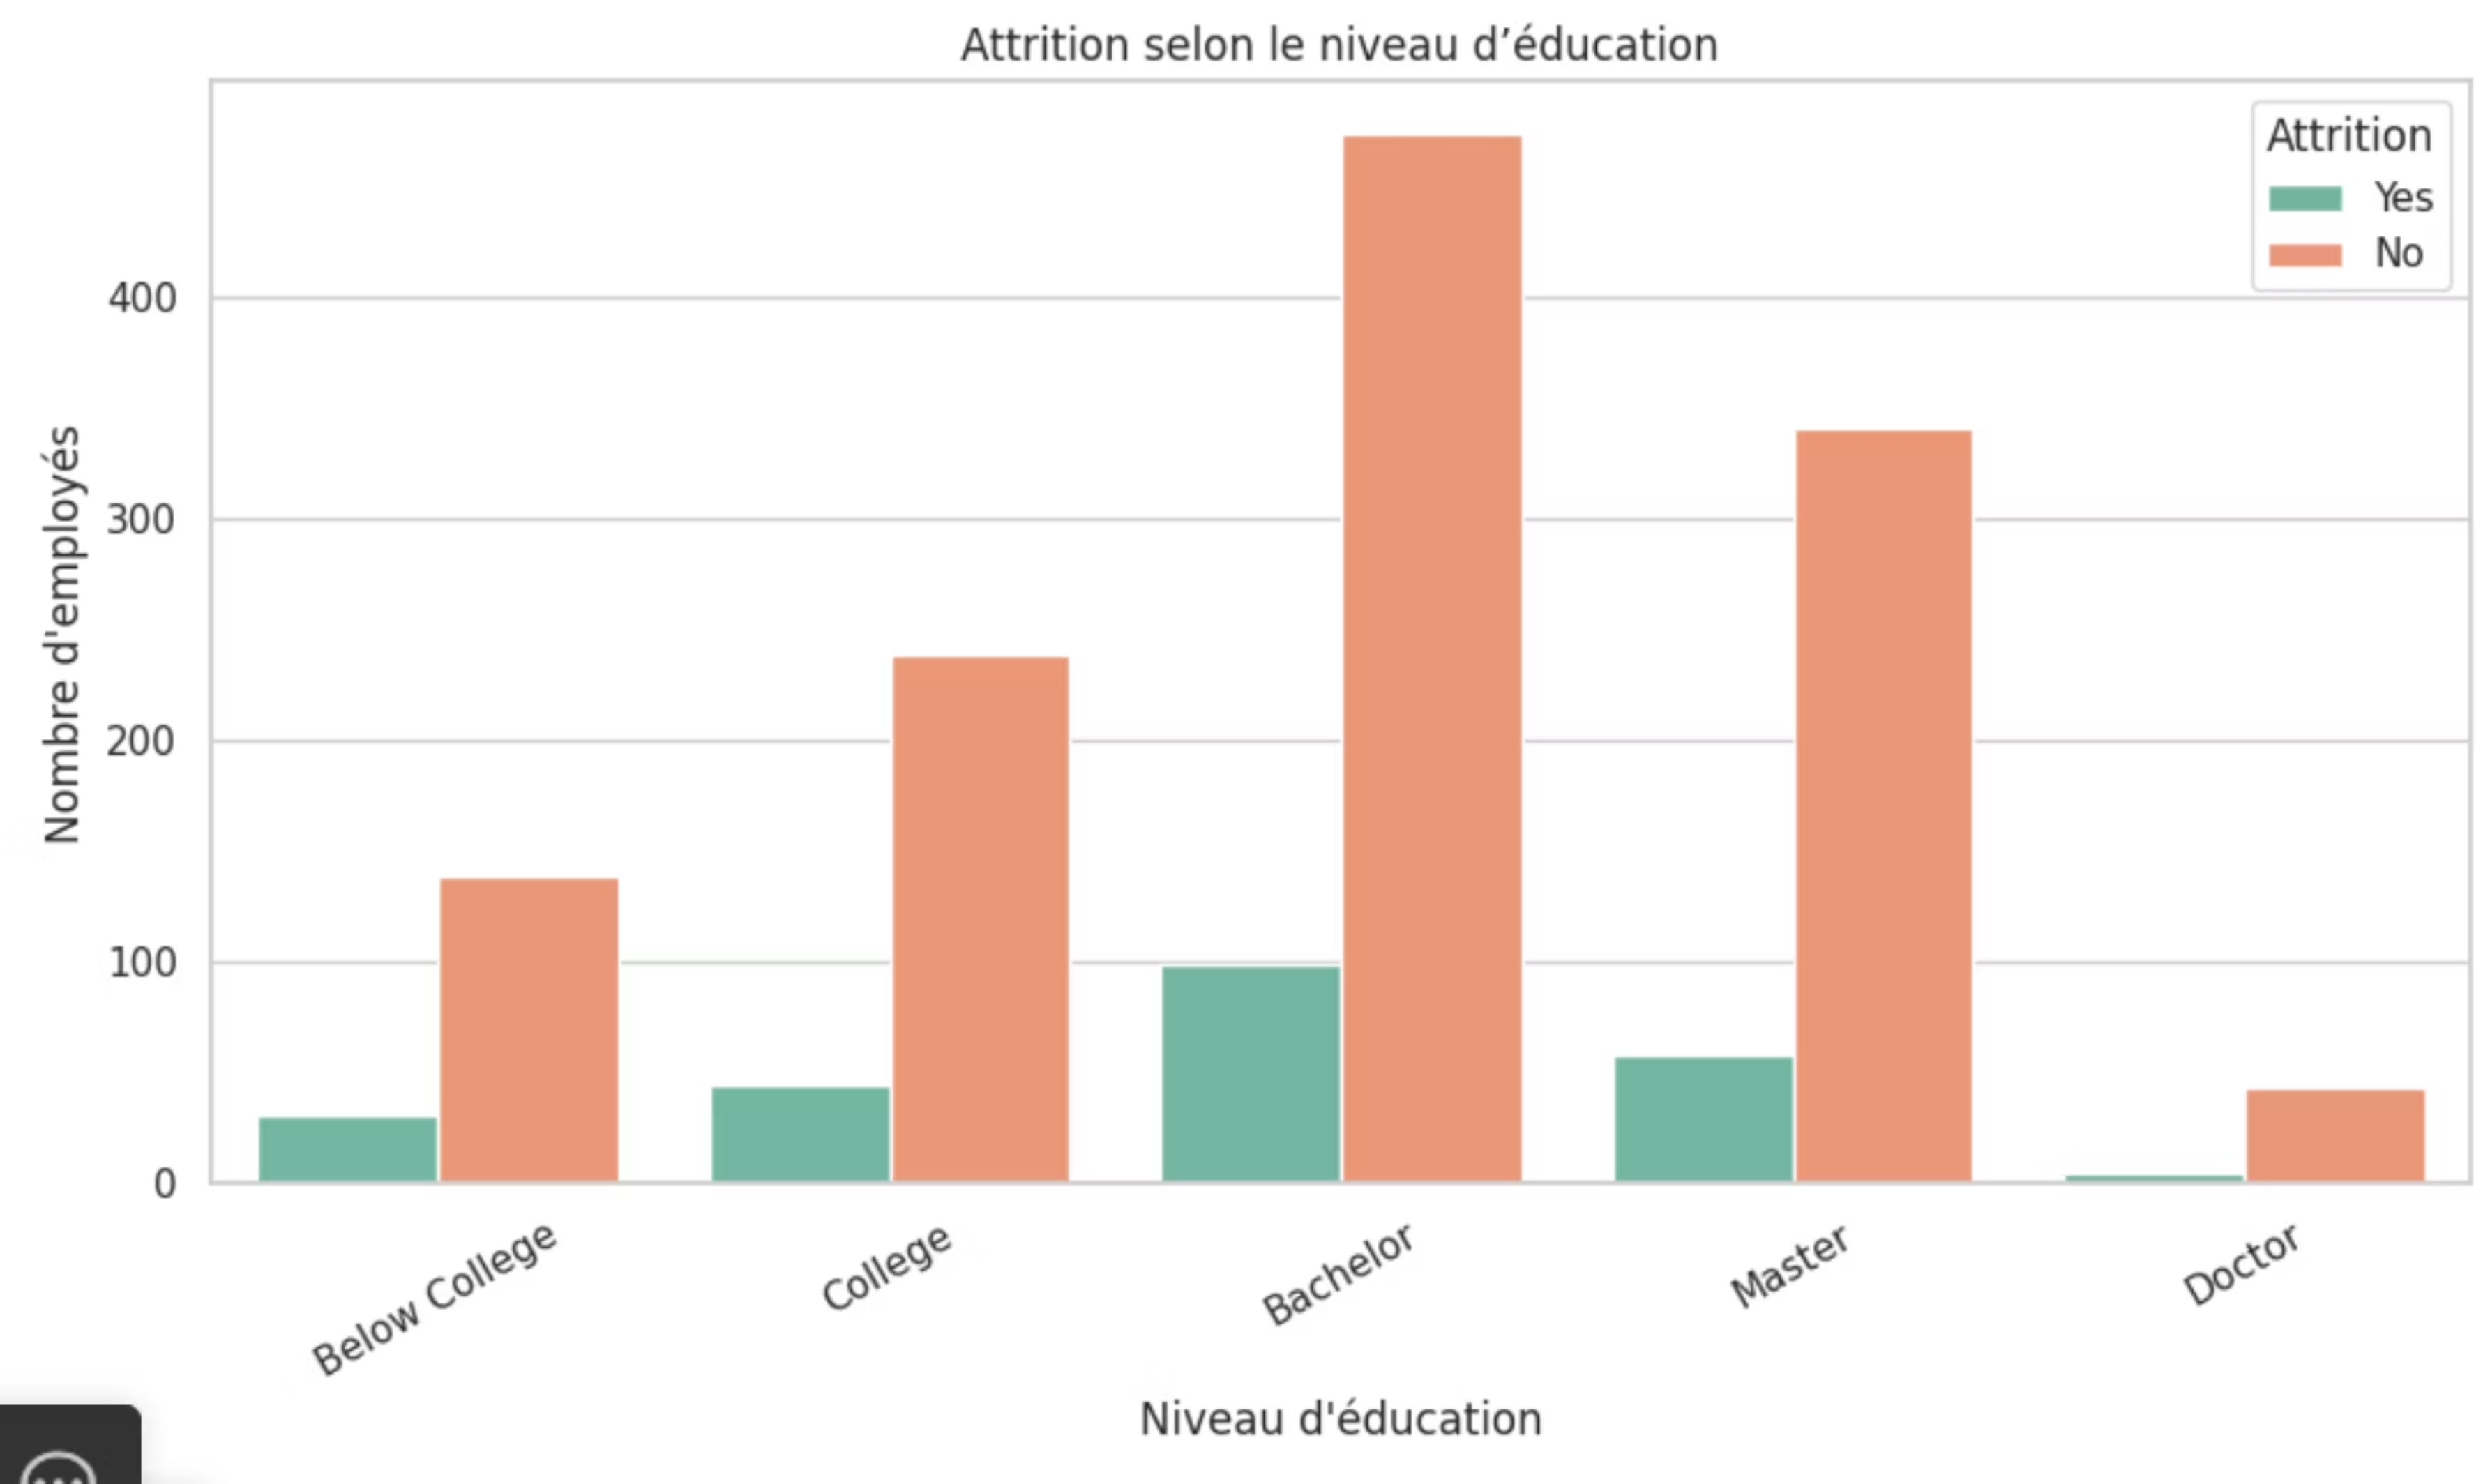 Attrition selon le niveau d’éducation
Attrition
Yes
No
Nombre d'employés
400
300
200
100
0
Below College
College
Bachelor
Master
Doctor
Niveau d'éducation